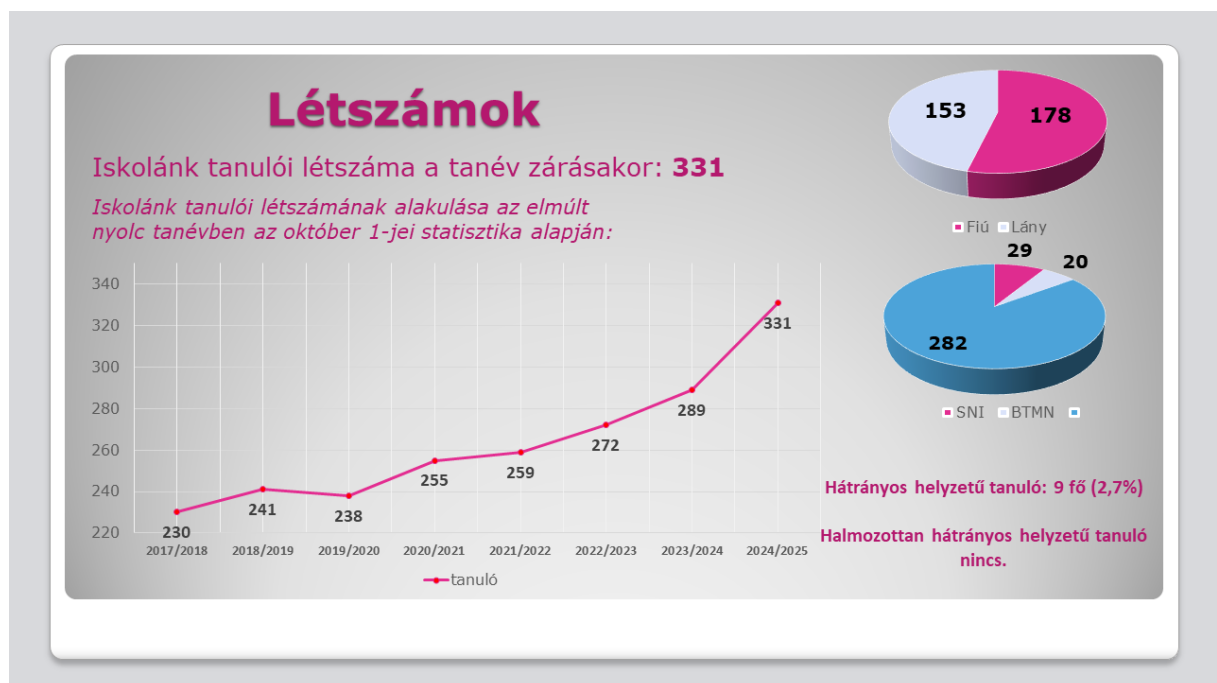 Létszámok
Iskolánk tanulói létszáma a tanév zárásakor: 331
Iskolánk tanulói létszámának alakulása az elmúlt
nyolc tanévben az október 1-jei statisztika alapján:
340
320
300
280
260
240
220
230
241
238
255
259
272
289
331
2017/2018 2018/2019 2019/2020 2020/2021 2021/2022 2022/2023 2023/2024 2024/2025
tanuló
153 178
Fiú Lány
29 20
282
SNI BTMN
Hátrányos helyzetű tanuló: 9 fő (2,7%)
Halmozottan hátrányos helyzetű tanuló
nincs.